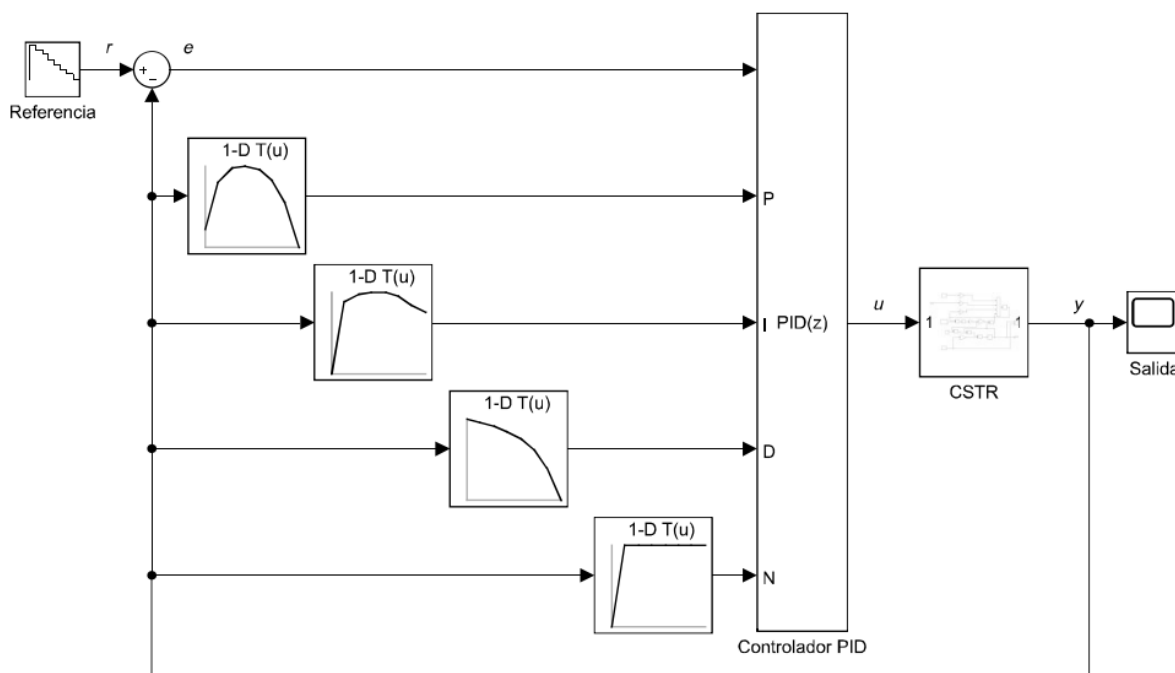 r
e
+
−
Referencia
1-D T(u)
P
1-D T(u)
I PID(z)
u
1 1
y
CSTR
Salida
1-D T(u)
D
1-D T(u)
N
Controlador PID